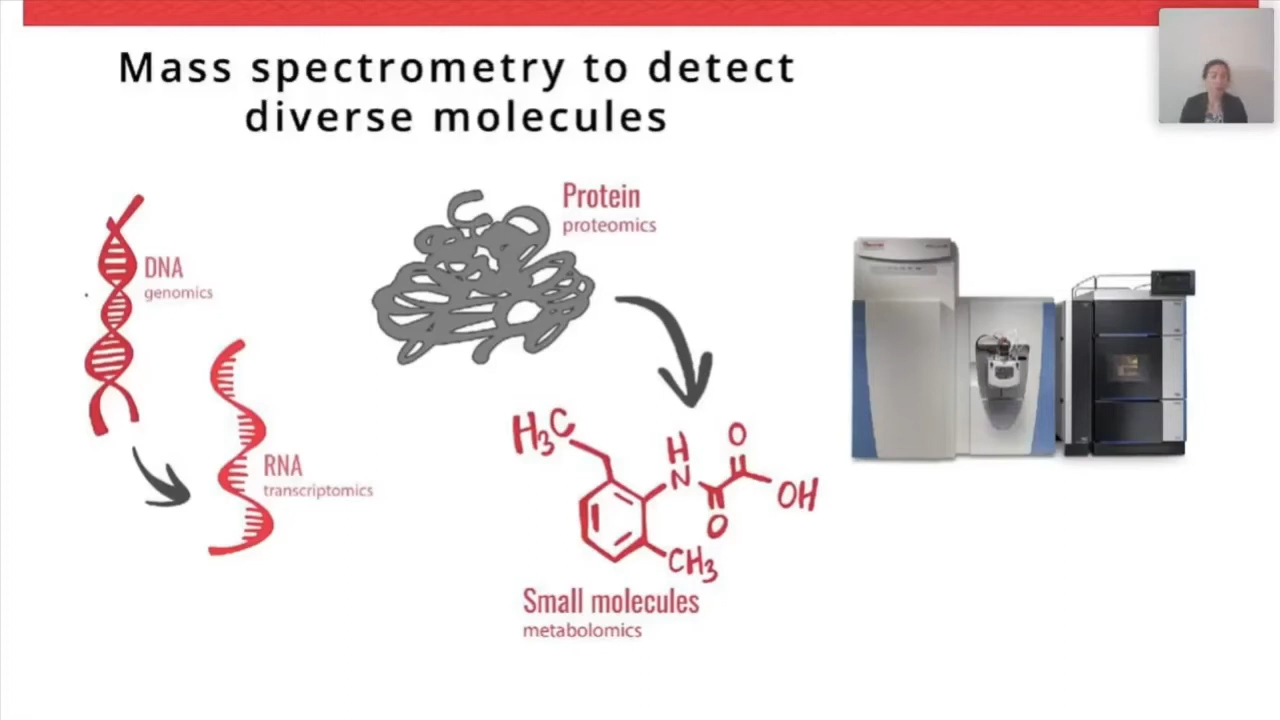 Mass spectrometry to detect
diverse molecules
DNA
genomics
RNA
transcriptomics
Protein
proteomics
H₃C
H
N
O
O
OH
CH₃
Small molecules
metabolomics